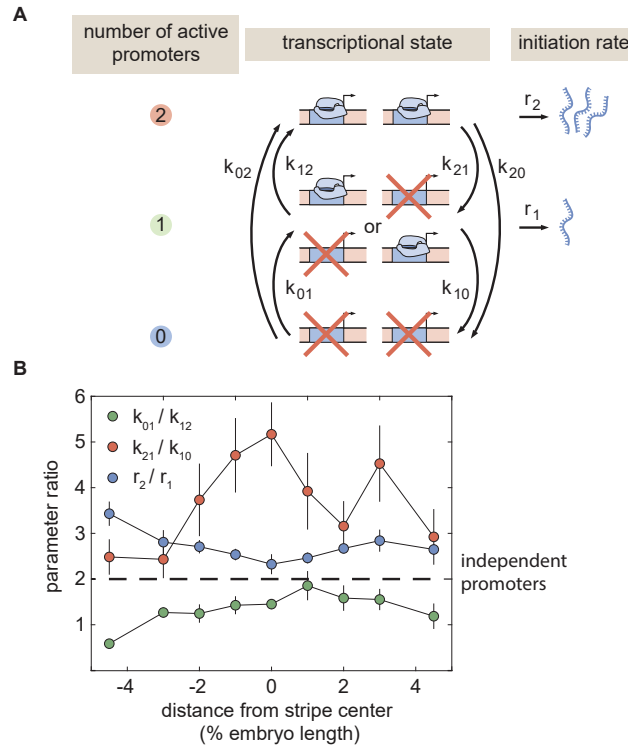 A
number of active
promoters
transcriptional state
initiation rate
2
r2
k02
k12
k21
k20
1
or
r1
k01
k10
0
B
parameter ratio
6
5
4
3
2
1
k01 / k12
k21 / k10
r2 / r1
independent
promoters
-4 -2 0 2 4
distance from stripe center
(% embryo length)